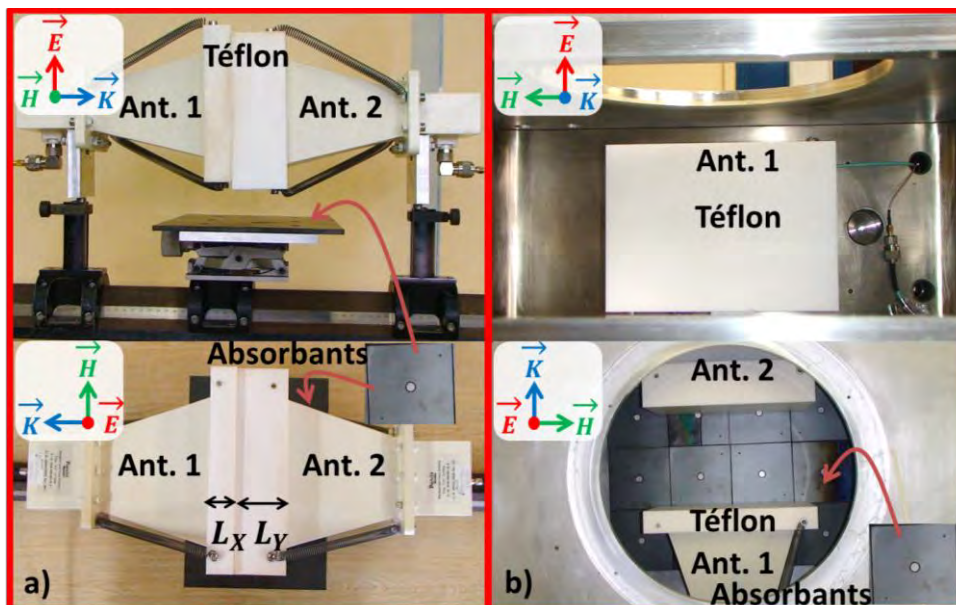 E
H
K
Téflon
Ant. 1
Ant. 2
H
K
E
Absorbants
Ant. 1
Ant. 2
L_X
L_Y
a)
E
H
K
Ant. 1
Téflon
K
E
H
Ant. 2
Téflon
Ant. 1
Absorbants
b)